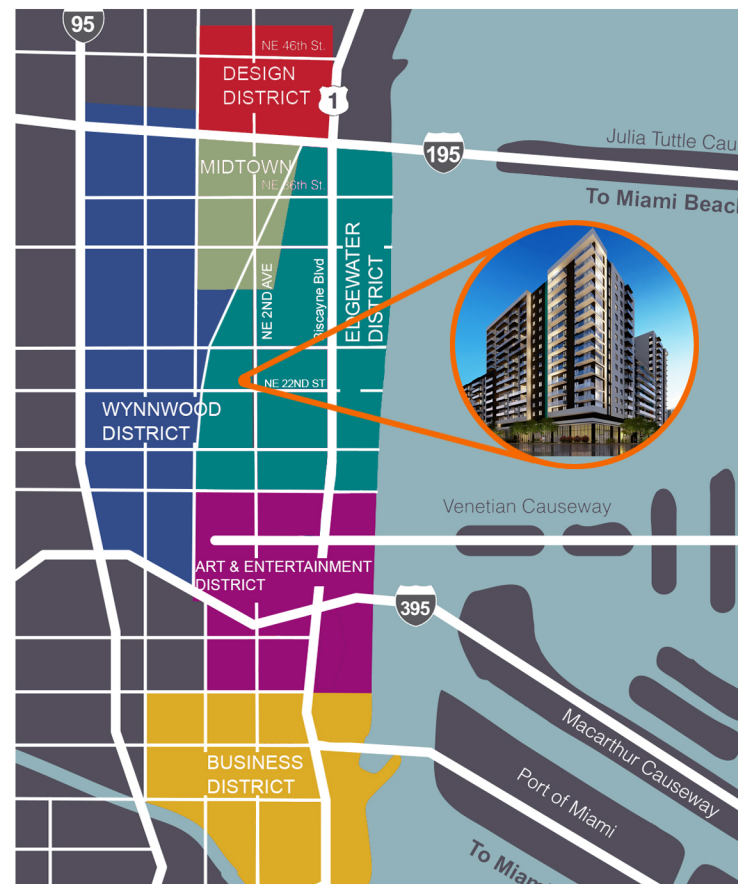 95
NE 46th St.
DESIGN
DISTRICT
1
195
Julia Tuttle Cau
MIDTOWN
NE 36th St.
To Miami Beach
NE 2ND AVE
Biscayne Blvd
EDGEWATER
DISTRICT
NE 22ND ST
WYNNWOOD
DISTRICT
Venetian Causeway
ART & ENTERTAINMENT
DISTRICT
395
Macarthur Causeway
BUSINESS
DISTRICT
Port of Miami
To Miami